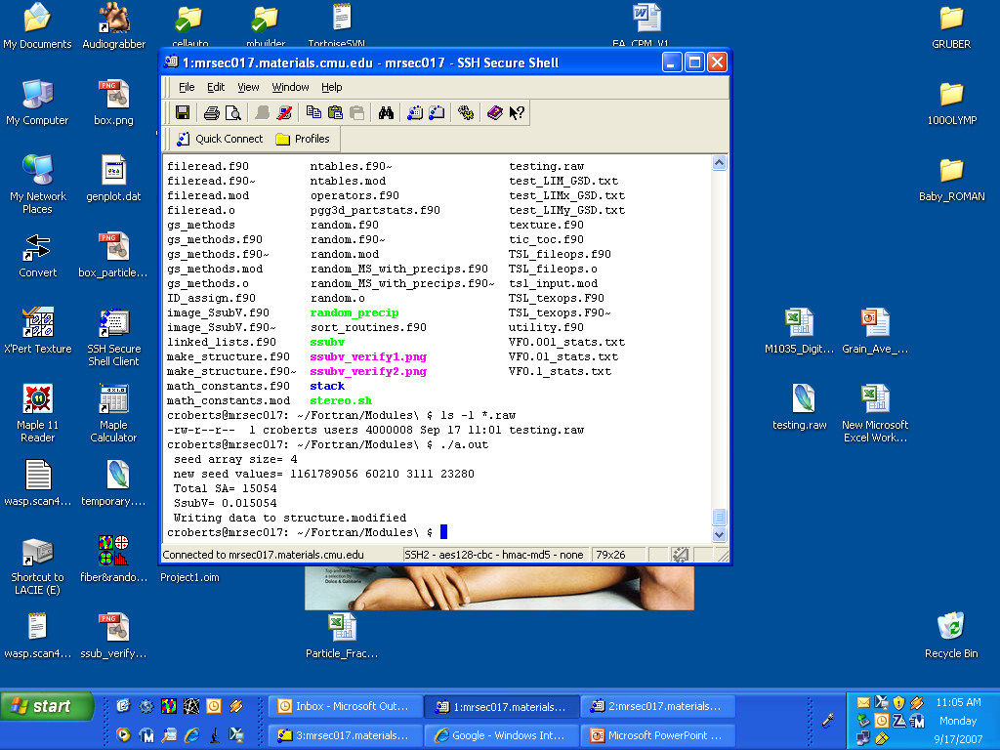 My Documents
Audiograbber
cellauto
mbuilder
TortoiseSVN
FA_CPM_V1
GRUBER
1:mrsec017.materials.cmu.edu - mrsec017 - SSH Secure Shell
File Edit View Window Help
Quick Connect Profiles
My Computer
box.png
100OLYMP
My Network Places
genplot.dat
Baby_ROMAN
Convert
box_particle...
X'Pert Texture
SSH Secure Shell Client
M1035_Digit...
Grain_Ave_...
Maple 11 Reader
Maple Calculator
testing.raw
New Microsoft Excel Work...
wasp.scan4...
temporary....
Shortcut to LACIE (E)
fiber&rando...
Project1.oim
wasp.scan4...
ssub_verify...
Particle_Frac...
Recycle Bin
fileread.f90 ntables.f90~ testing.raw
fileread.f90~ ntables.mod test_LIM_GSD.txt
fileread.mod operators.f90 test_LIMx_GSD.txt
fileread.o pgg3d_partstats.f90 test_LIMy_GSD.txt
gs_methods random.f90 texture.f90
gs_methods.f90 random.f90~ tic_toc.f90
gs_methods.f90~ random.mod TSL_fileops.f90
gs_methods.mod random_MS_with_precips.f90 TSL_fileops.o
gs_methods.o random_MS_with_precips.f90~ tsl_input.mod
ID_assign.f90 random.o TSL_texops.F90
image_SsubV.f90 random_precip TSL_texops.F90~
image_SsubV.f90~ sort_routines.f90 utility.f90
linked_lists.f90 ssubv VF0.001_stats.txt
make_structure.f90 ssubv_verify1.png VF0.01_stats.txt
make_structure.f90~ ssubv_verify2.png VF0.1_stats.txt
math_constants.f90 stack
math_constants.mod stereo.sh
croberts@mrsec017: ~/Fortran/Modules\ $ ls -l *.raw
-rw-r--r-- 1 croberts users 4000008 Sep 17 11:01 testing.raw
croberts@mrsec017: ~/Fortran/Modules\ $ ./a.out
seed array size= 4
new seed values= 1161789056 60210 3111 23280
Total SA= 15054
SsubV= 0.015054
Writing data to structure.modified
croberts@mrsec017: ~/Fortran/Modules\ $
Connected to mrsec017.materials.cmu.edu SSH2 - aes128-cbc - hmac-md5 - none 79x26
a selection by
Dolce & Gabbana
start
Inbox - Microsoft Out...
1:mrsec017.materials...
2:mrsec017.materials...
11:05 AM
3:mrsec017.materials...
Google - Windows Int...
Microsoft PowerPoint ...
Monday
9/17/2007